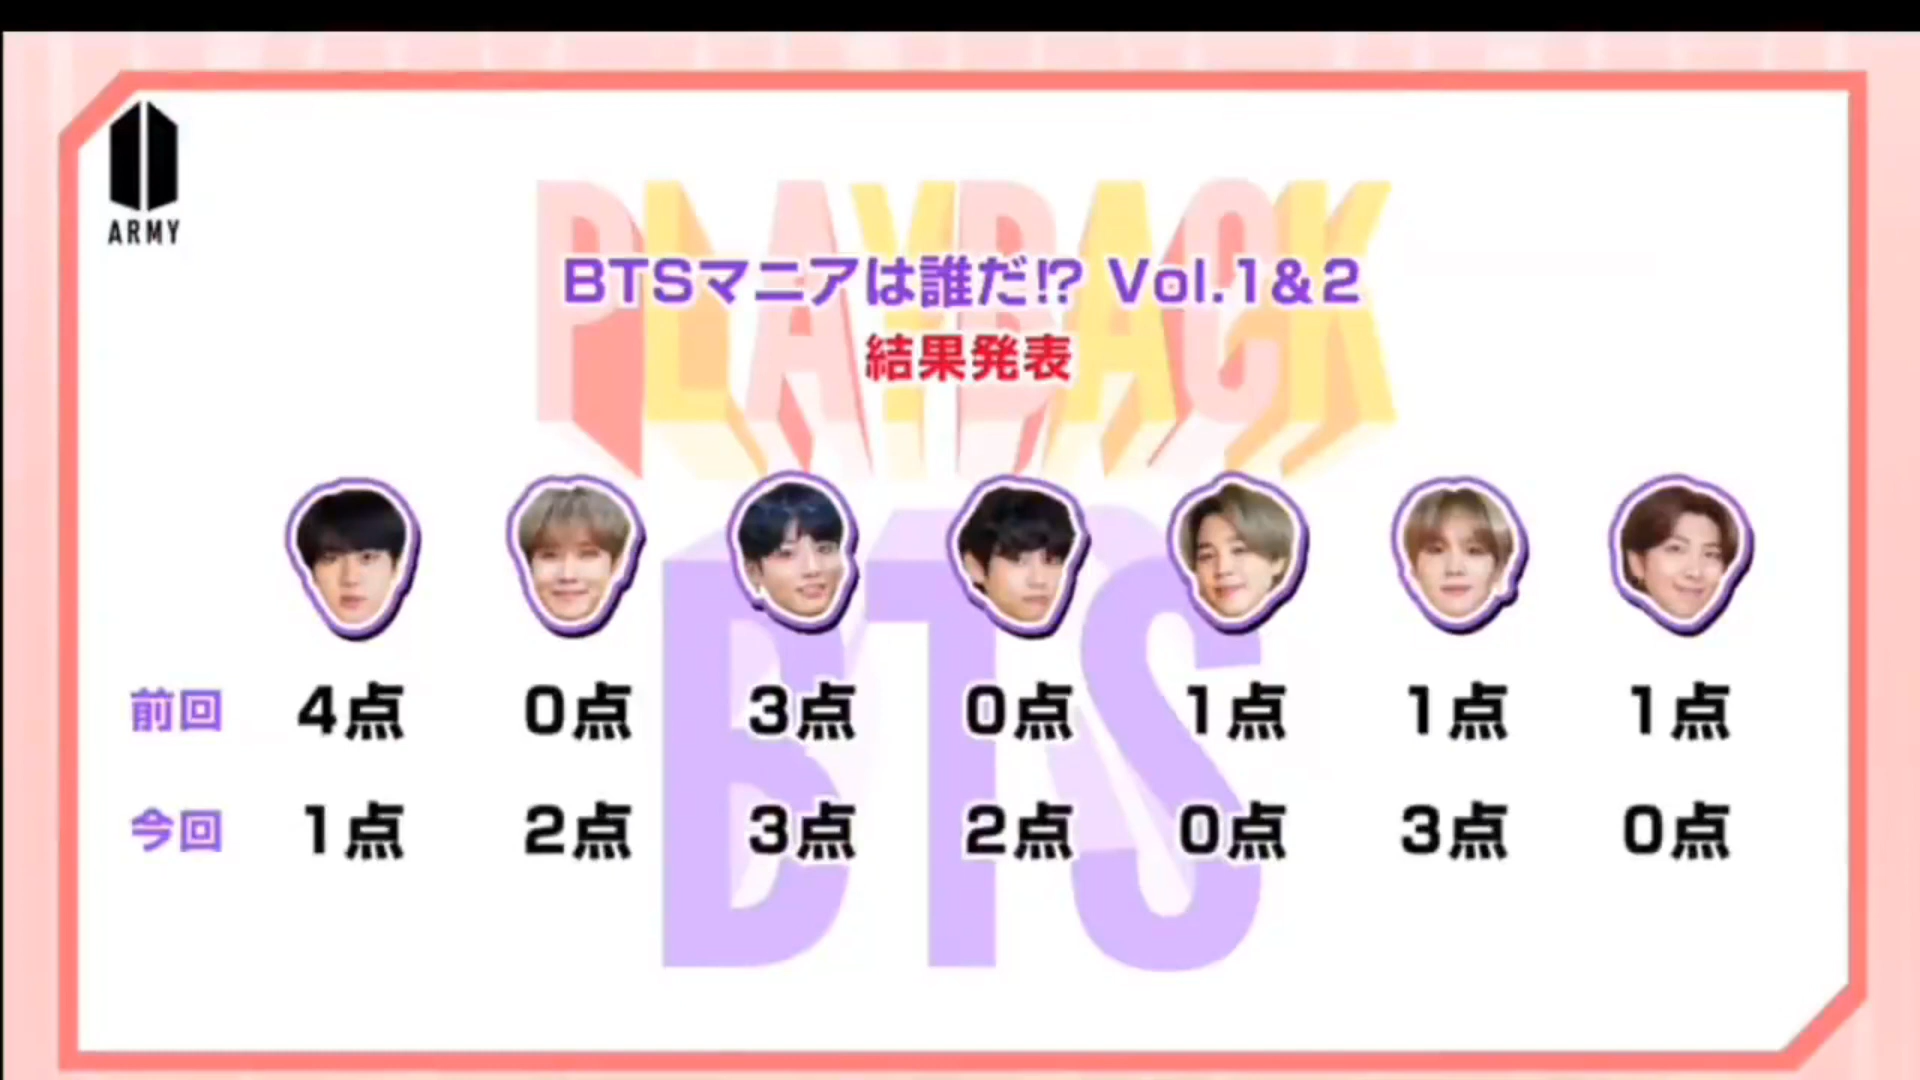 ARMY
PLAYBACK
BTSマニアは誰だ!? Vol.1&2
結果発表
BTS
前回 4点 0点 3点 0点 1点 1点 1点
今回 1点 2点 3点 2点 0点 3点 0点